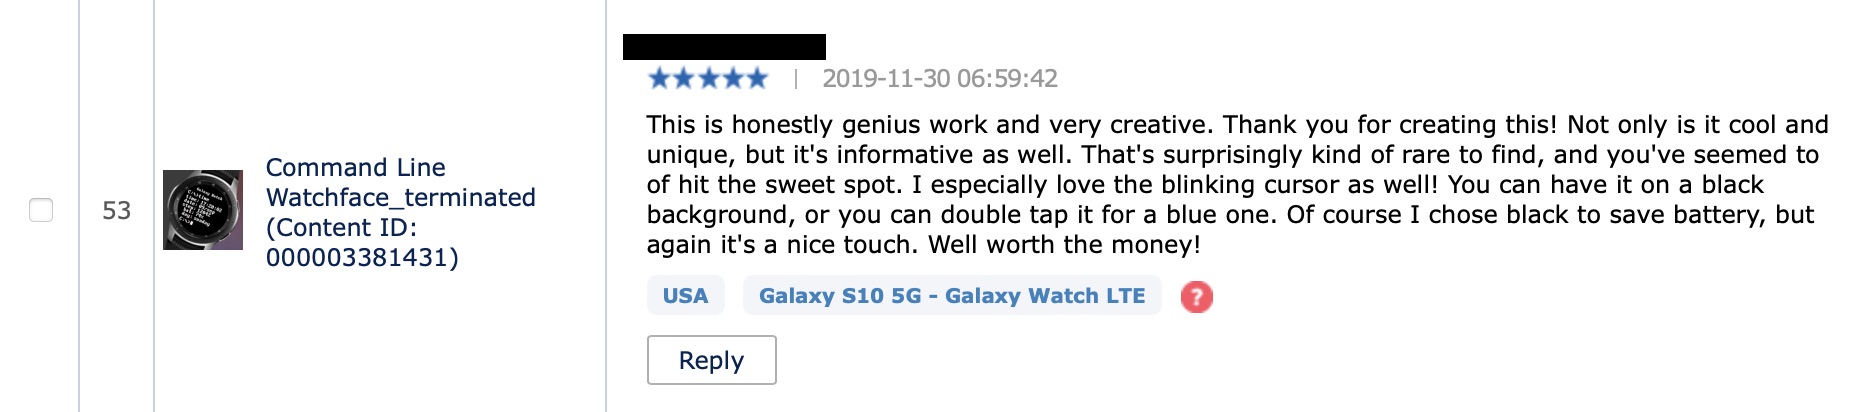 53
Command Line
Watchface_terminated
(Content ID:
000003381431)
2019-11-30 06:59:42
This is honestly genius work and very creative. Thank you for creating this! Not only is it cool and
unique, but it's informative as well. That's surprisingly kind of rare to find, and you've seemed to
of hit the sweet spot. I especially love the blinking cursor as well! You can have it on a black
background, or you can double tap it for a blue one. Of course I chose black to save battery, but
again it's a nice touch. Well worth the money!
USA
Galaxy S10 5G - Galaxy Watch LTE
?
Reply